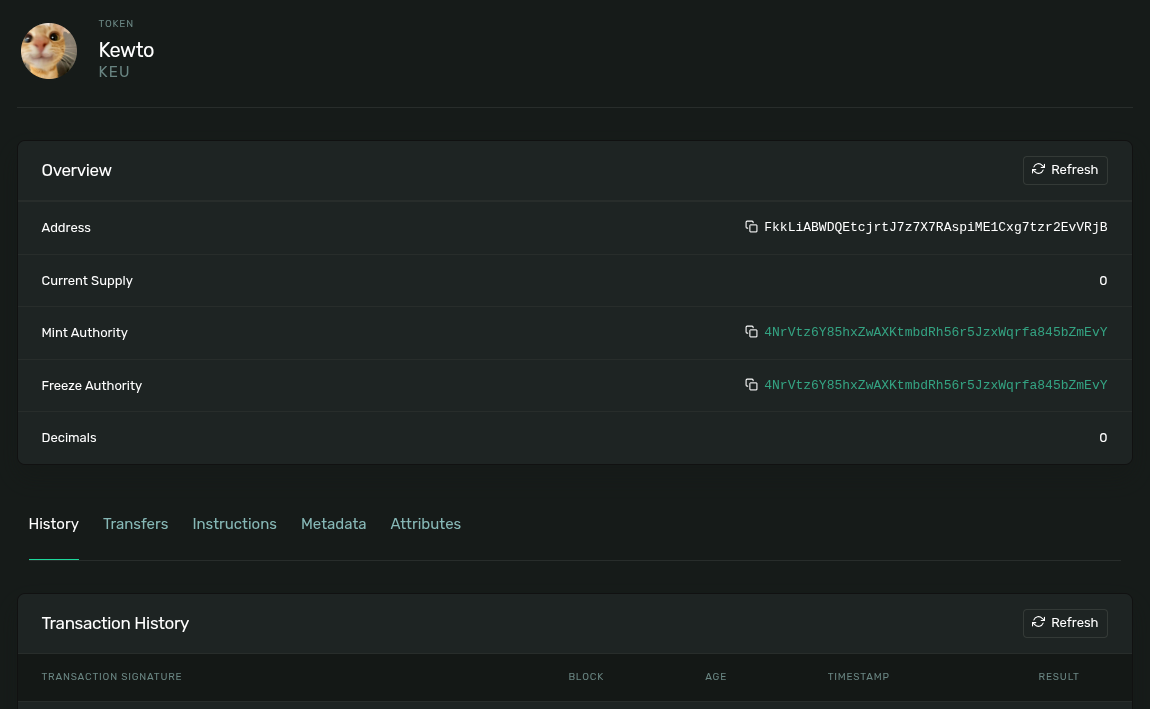 TOKEN
Kewto
KEU
Overview
Refresh
Address FkkLiABWDQEtcjrtJ7z7X7RAspiME1Cxg7tzr2EvVRjB
Current Supply 0
Mint Authority 4NrVtz6Y85hxZwAXKtmbdRh56r5JzxWqrfa845bZmEvY
Freeze Authority 4NrVtz6Y85hxZwAXKtmbdRh56r5JzxWqrfa845bZmEvY
Decimals 0
History Transfers Instructions Metadata Attributes
Transaction History
Refresh
TRANSACTION SIGNATURE BLOCK AGE TIMESTAMP RESULT